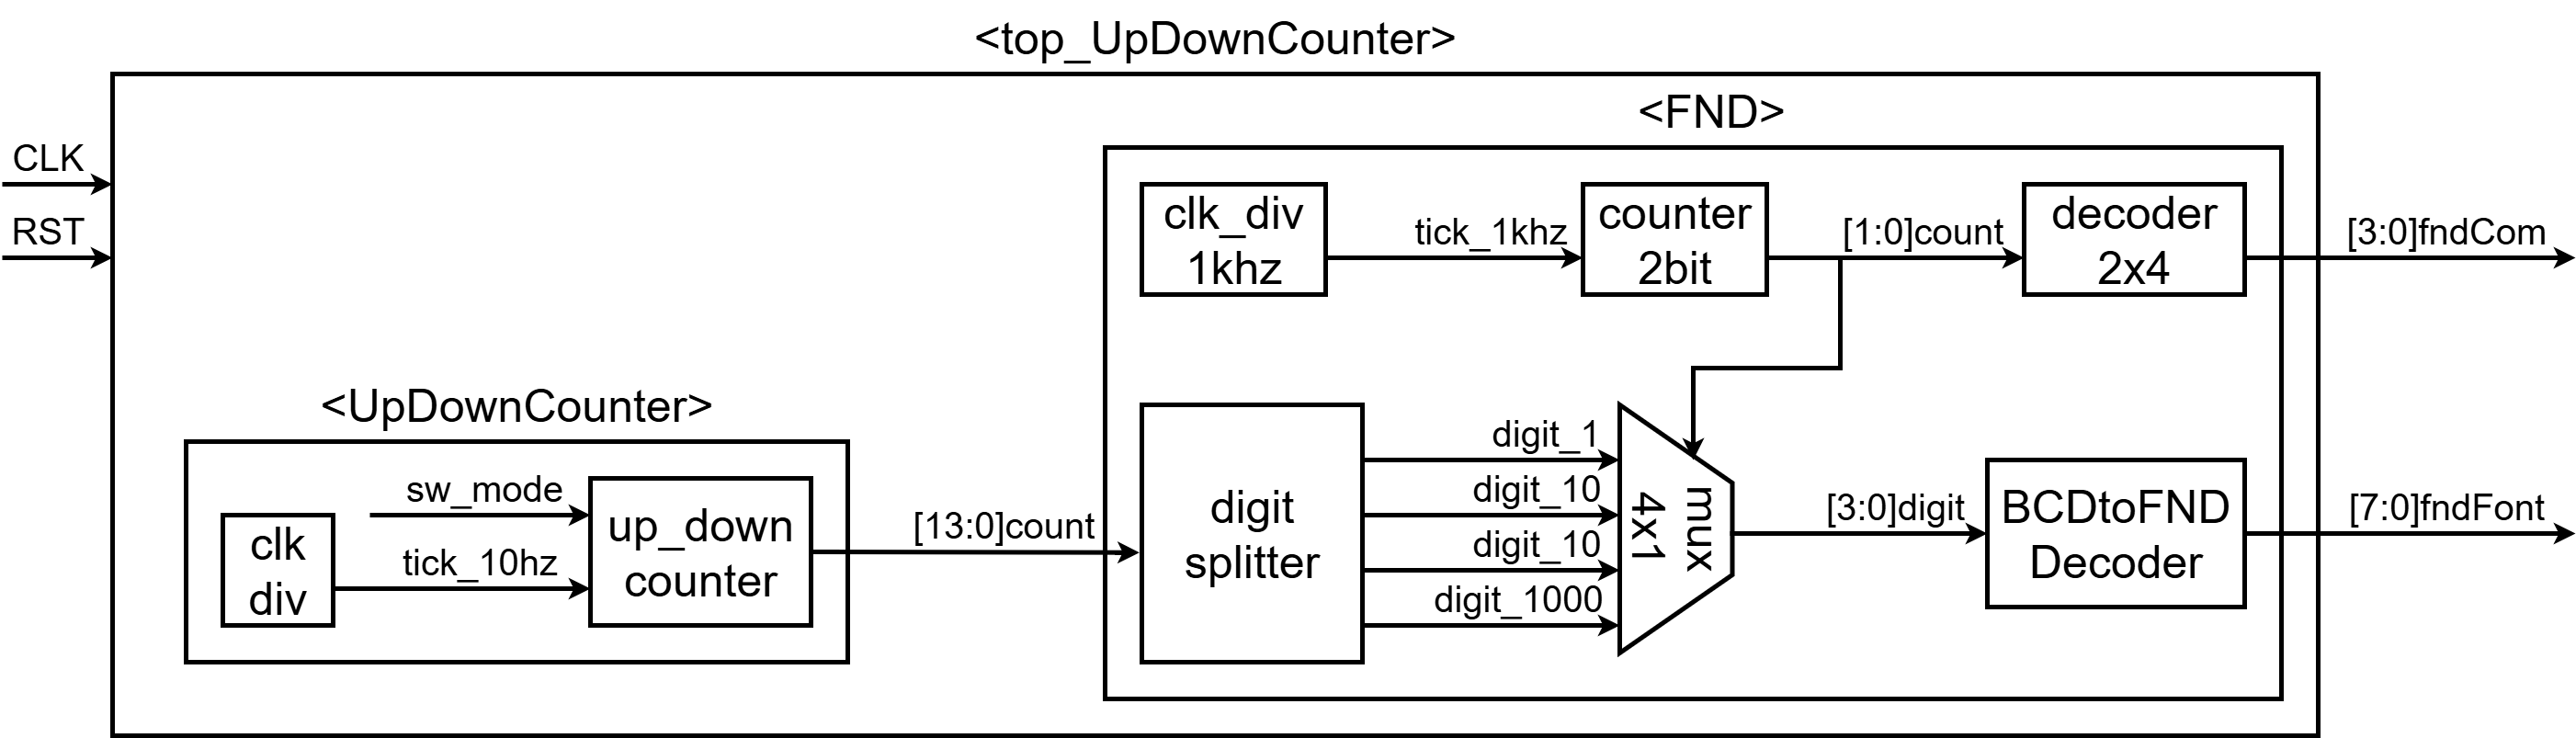 <top_UpDownCounter>
<FND>
CLK
RST
clk_div
1khz
tick_1khz
counter
2bit
[1:0]count
decoder
2x4
[3:0]fndCom
<UpDownCounter>
clk
div
sw_mode
tick_10hz
up_down
counter
[13:0]count
digit
splitter
digit_1
digit_10
digit_10
digit_1000
mux
4x1
[3:0]digit
BCDtoFND
Decoder
[7:0]fndFont